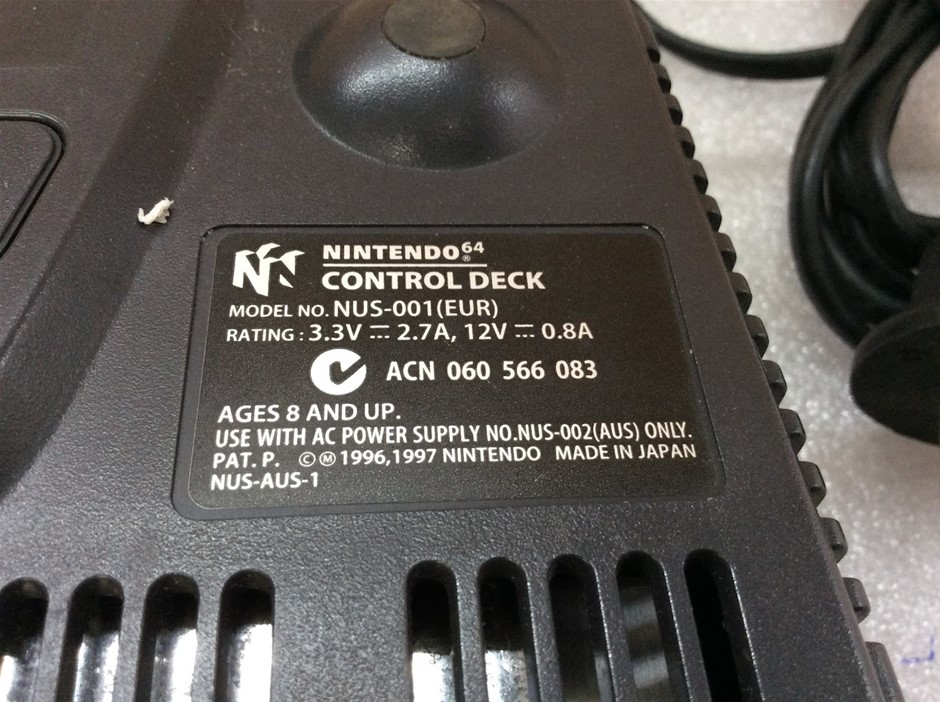 NINTENDO64®
CONTROL DECK
MODEL NO. NUS-001(EUR)
RATING : 3.3V ⎓ 2.7A, 12V ⎓ 0.8A
ACN 060 566 083
AGES 8 AND UP.
USE WITH AC POWER SUPPLY NO.NUS-002(AUS) ONLY.
PAT. P. ©Ⓜ1996,1997 NINTENDO MADE IN JAPAN
NUS-AUS-1